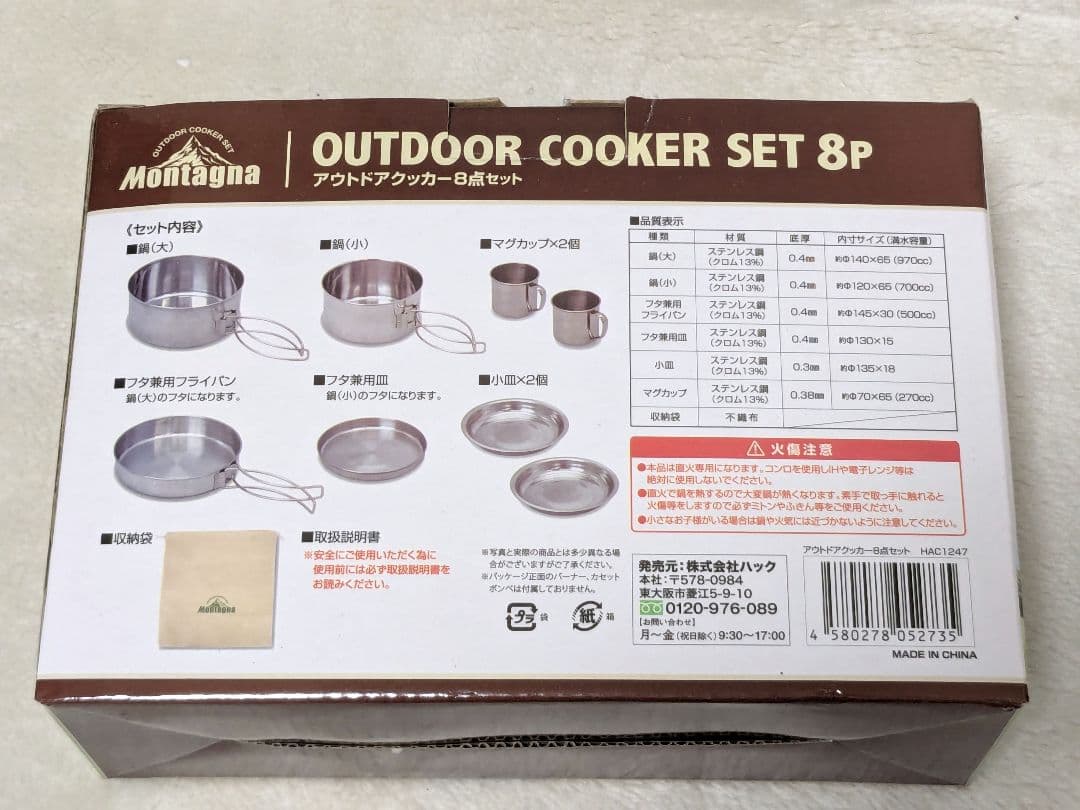 OUTDOOR COOKER SET
Montagna
OUTDOOR COOKER SET 8P
アウトドアクッカー8点セット
《セット内容》
■鍋(大)
■鍋(小)
■マグカップ×2個
■フタ兼用フライパン
鍋(大)のフタになります。
■フタ兼用皿
鍋(小)のフタになります。
■小皿×2個
■収納袋
Montagna
■取扱説明書
※安全にご使用いただく為に
使用前には必ず取扱説明書を
お読みください。
■品質表示
種類 材質 底厚 内寸サイズ(満水容量)
鍋(大) ステンレス鋼(クロム13%) 0.4㎜ 約Φ140×65(970cc)
鍋(小) ステンレス鋼(クロム13%) 0.4㎜ 約Φ120×65(700cc)
フタ兼用フライパン ステンレス鋼(クロム13%) 0.4㎜ 約Φ145×30(500cc)
フタ兼用皿 ステンレス鋼(クロム13%) 0.4㎜ 約Φ130×15
小皿 ステンレス鋼(クロム13%) 0.3㎜ 約Φ135×18
マグカップ ステンレス鋼(クロム13%) 0.38㎜ 約Φ70×65(270cc)
収納袋 不織布
火傷注意
●本品は直火専用になります。コンロを使用しIHや電子レンジ等は
絶対に使用しないでください。
●直火で鍋を熱するので大変鍋が熱くなります。素手で取っ手に触れると
火傷等をしますので必ずミトンやふきん等をご使用ください。
●小さなお子様がいる場合は鍋や火気には近づかないように注意してください。
※写真と実際の商品とは多少異なる場
合がございますがご了承ください。
※パッケージ正面のバーナー、カセット
ボンベは付属しておりません。
プラ 袋
紙 箱
発売元:株式会社ハック
本社:〒578-0984
東大阪市菱江5-9-10
0120-976-089
【お問い合わせ】
月〜金(祝日除く)9:30〜17:00
アウトドアクッカー8点セット HAC1247
4 580278 052735
MADE IN CHINA